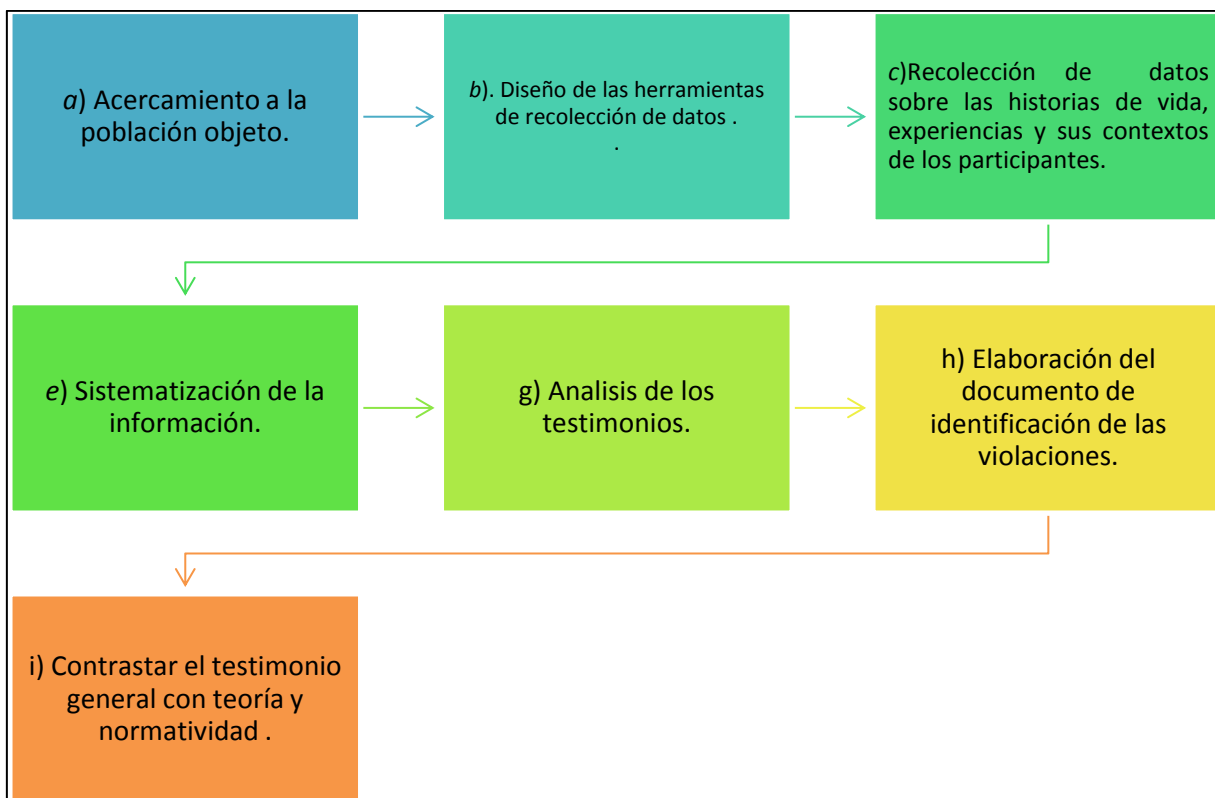 a) Acercamiento a la
población objeto.
b). Diseño de las herramientas
de recolección de datos .
.
c)Recolección de datos
sobre las historias de vida,
experiencias y sus contextos
de los participantes.
e) Sistematización de la
información.
g) Analisis de los
testimonios.
h) Elaboración del
documento de
identificación de las
violaciones.
i) Contrastar el testimonio
general con teoría y
normatividad .